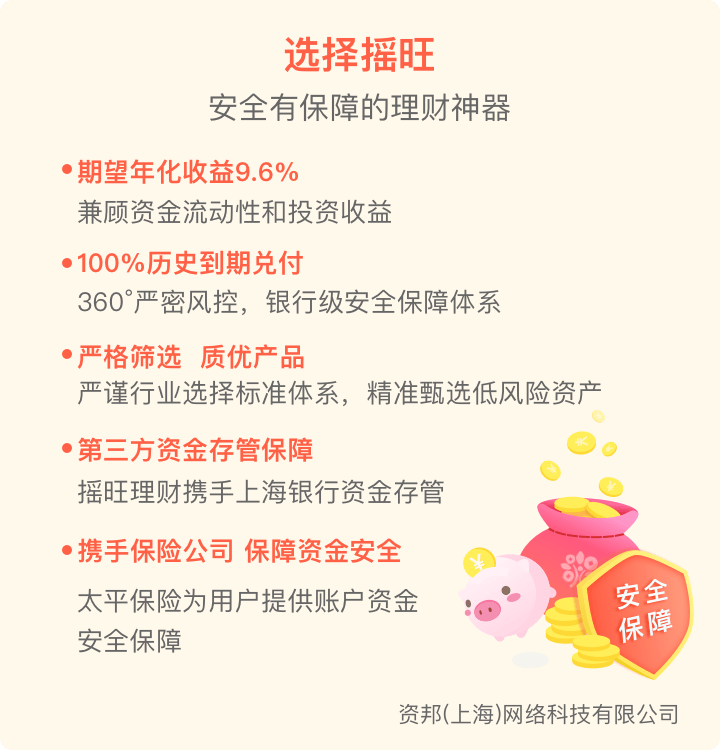 选择摇旺
安全有保障的理财神器
期望年化收益9.6%
兼顾资金流动性和投资收益
100%历史到期兑付
360°严密风控，银行级安全保障体系
严格筛选 质优产品
严谨行业选择标准体系，精准甄选低风险资产
第三方资金存管保障
摇旺理财携手上海银行资金存管
携手保险公司 保障资金安全
太平保险为用户提供账户资金
安全保障
安全
保障
资邦(上海)网络科技有限公司